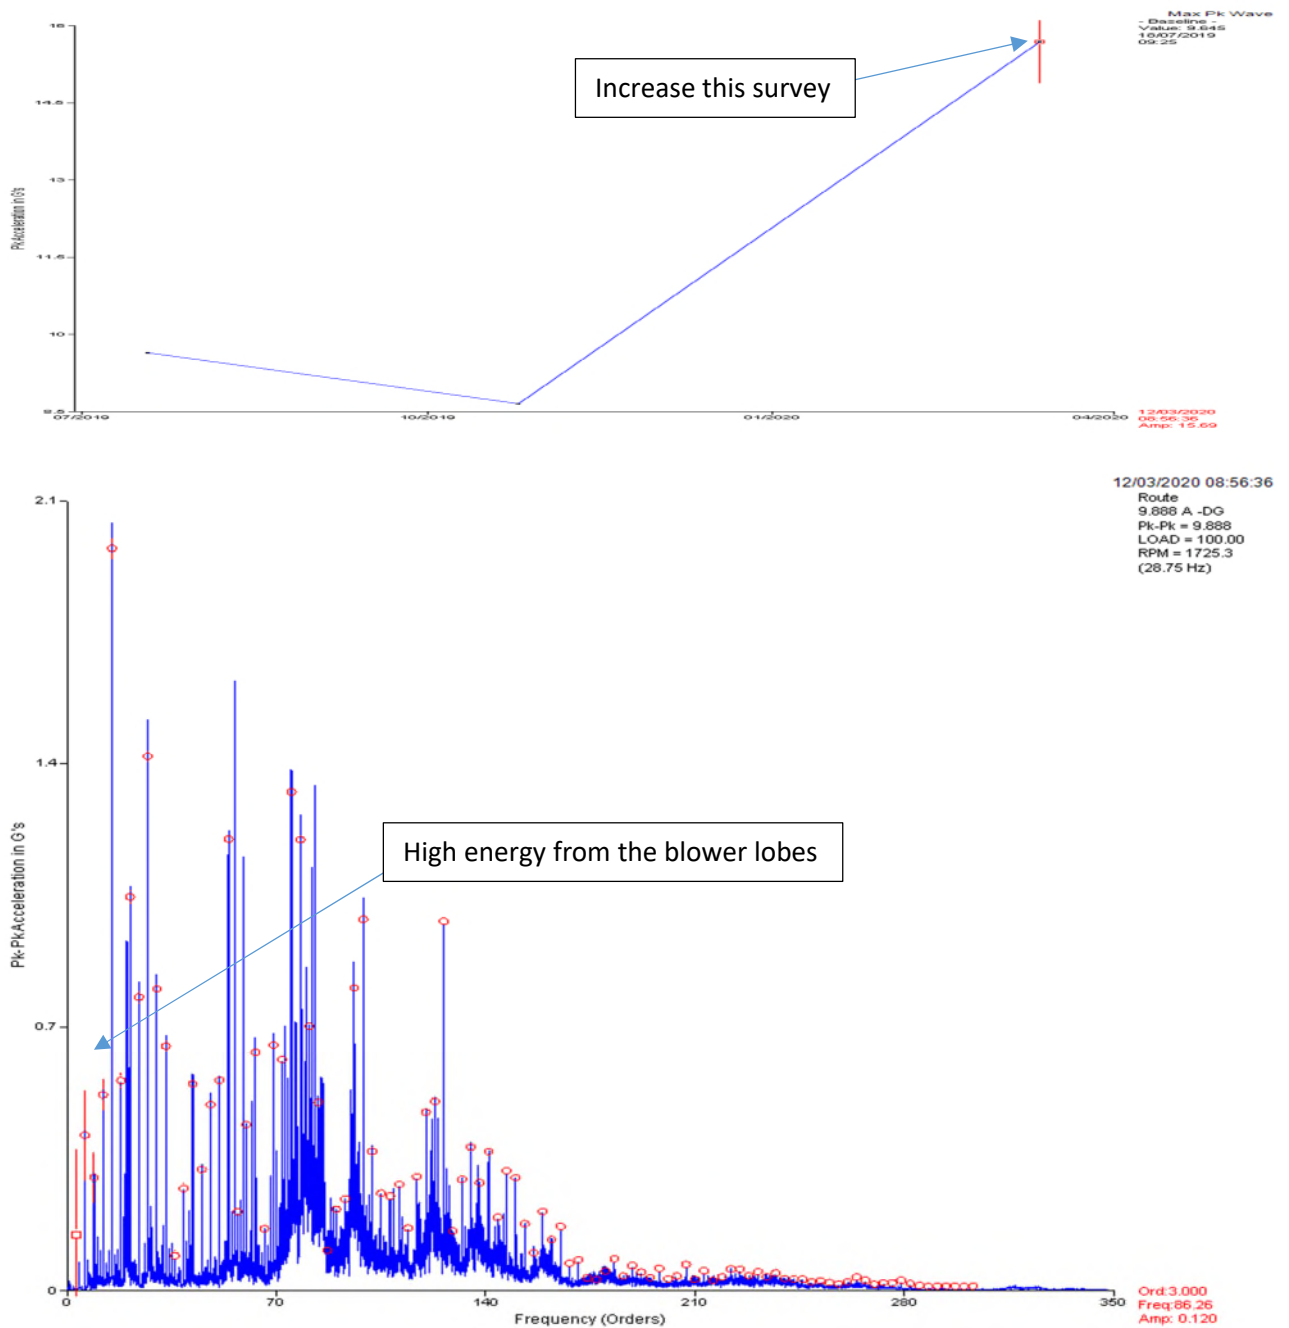 Max Pk Wave
- Baseline -
Value: 9.645
18/07/2019
09:25
16
Increase this survey
14.5
13
Pk Acceleration in G's
11.5
10
8.5
07/2019
10/2019
01/2020
04/2020
12/03/2020
08:56:36
Amp: 15.69
12/03/2020 08:56:36
Route
9.888 A -DG
Pk-Pk = 9.888
LOAD = 100.00
RPM = 1725.3
(28.75 Hz)
2.1
1.4
High energy from the blower lobes
Pk-Pk Acceleration in G's
0.7
0
0
70
140
210
280
350
Frequency (Orders)
Ord:3.000
Freq:86.26
Amp: 0.120